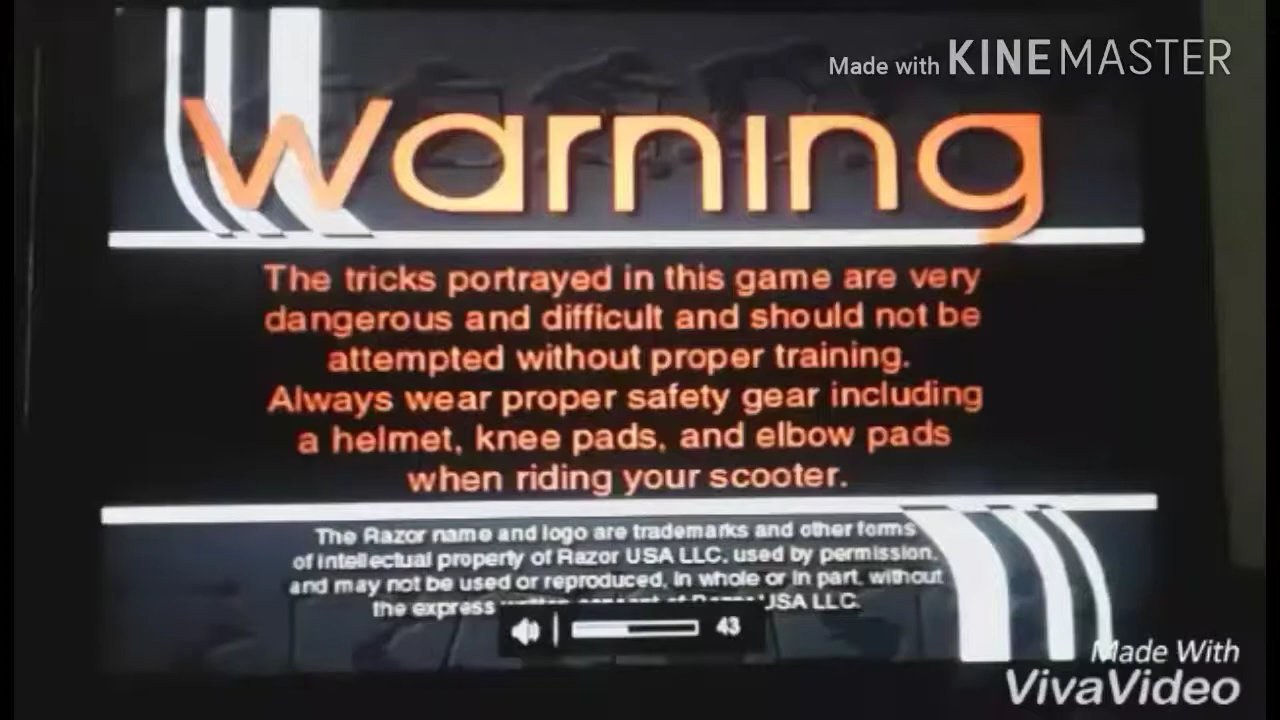 Made with KINEMASTER
Warning
The tricks portrayed in this game are very
dangerous and difficult and should not be
attempted without proper training.
Always wear proper safety gear including
a helmet, knee pads, and elbow pads
when riding your scooter.
The Razor name and logo are trademarks and other forms
of intellectual property of Razor USA LLC, used by permission,
and may not be used or reproduced, in whole or in part, without
the express written consent of Razor USA LLC.
43
Made With
VivaVideo